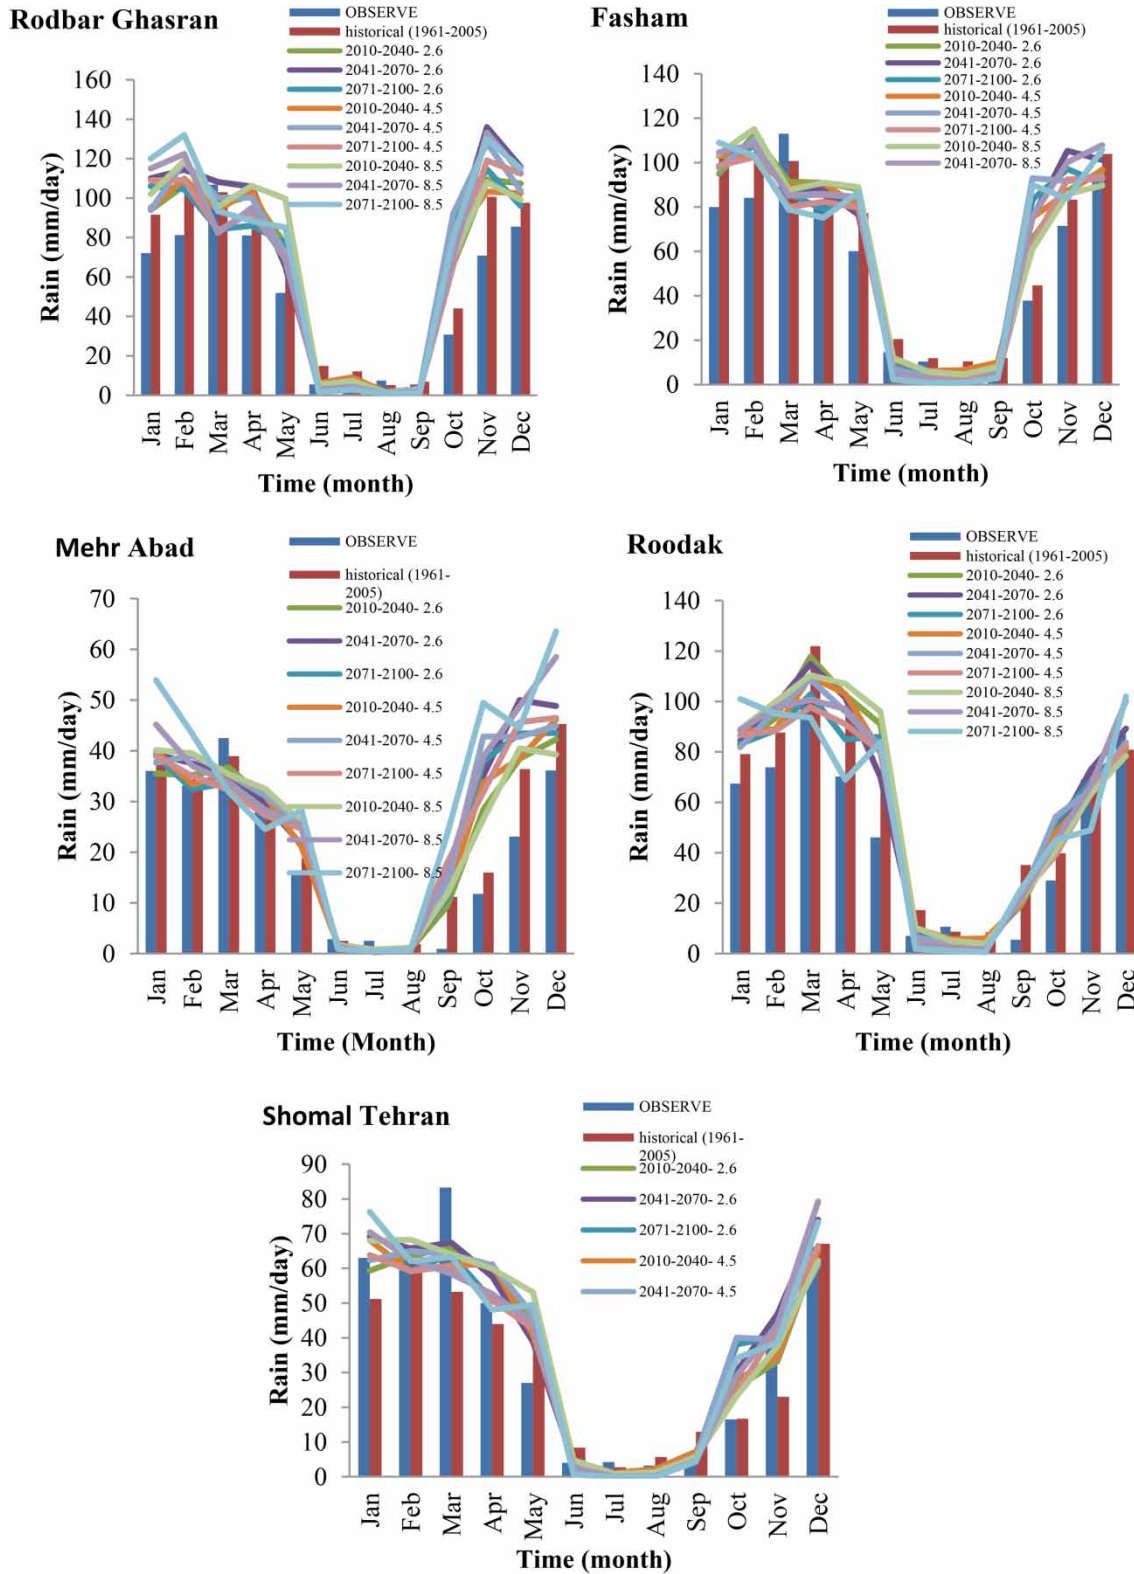 Rodbar Ghasran
OBSERVE
historical (1961-2005)
2010-2040- 2.6
2041-2070- 2.6
2071-2100- 2.6
2010-2040- 4.5
2041-2070- 4.5
2071-2100- 4.5
2010-2040- 8.5
2041-2070- 8.5
2071-2100- 8.5
Rain (mm/day)
160
140
120
100
80
60
40
20
0
Jan
Feb
Mar
Apr
May
Jun
Jul
Aug
Sep
Oct
Nov
Dec
Time (month)
Fasham
OBSERVE
historical (1961-2005)
2010-2040- 2.6
2041-2070- 2.6
2071-2100- 2.6
2010-2040- 4.5
2041-2070- 4.5
2071-2100- 4.5
2010-2040- 8.5
2041-2070- 8.5
Rain (mm/day)
140
120
100
80
60
40
20
0
Jan
Feb
Mar
Apr
May
Jun
Jul
Aug
Sep
Oct
Nov
Dec
Time (month)
Mehr Abad
OBSERVE
historical (1961-
2005)
2010-2040- 2.6
2041-2070- 2.6
2071-2100- 2.6
2010-2040- 4.5
2041-2070- 4.5
2071-2100- 4.5
2010-2040- 8.5
2041-2070- 8.5
2071-2100- 8.5
Rain (mm/day)
70
60
50
40
30
20
10
0
Jan
Feb
Mar
Apr
May
Jun
Jul
Aug
Sep
Oct
Nov
Dec
Time (Month)
Roodak
OBSERVE
historical (1961-2005)
2010-2040- 2.6
2041-2070- 2.6
2071-2100- 2.6
2010-2040- 4.5
2041-2070- 4.5
2071-2100- 4.5
2010-2040- 8.5
2041-2070- 8.5
2071-2100- 8.5
Rain (mm/day)
140
120
100
80
60
40
20
0
Jan
Feb
Mar
Apr
May
Jun
Jul
Aug
Sep
Oct
Nov
Dec
Time (month)
Shomal Tehran
OBSERVE
historical (1961-
2005)
2010-2040- 2.6
2041-2070- 2.6
2071-2100- 2.6
2010-2040- 4.5
2041-2070- 4.5
Rain (mm/day)
90
80
70
60
50
40
30
20
10
0
Jan
Feb
Mar
Apr
May
Jun
Jul
Aug
Sep
Oct
Nov
Dec
Time (month)